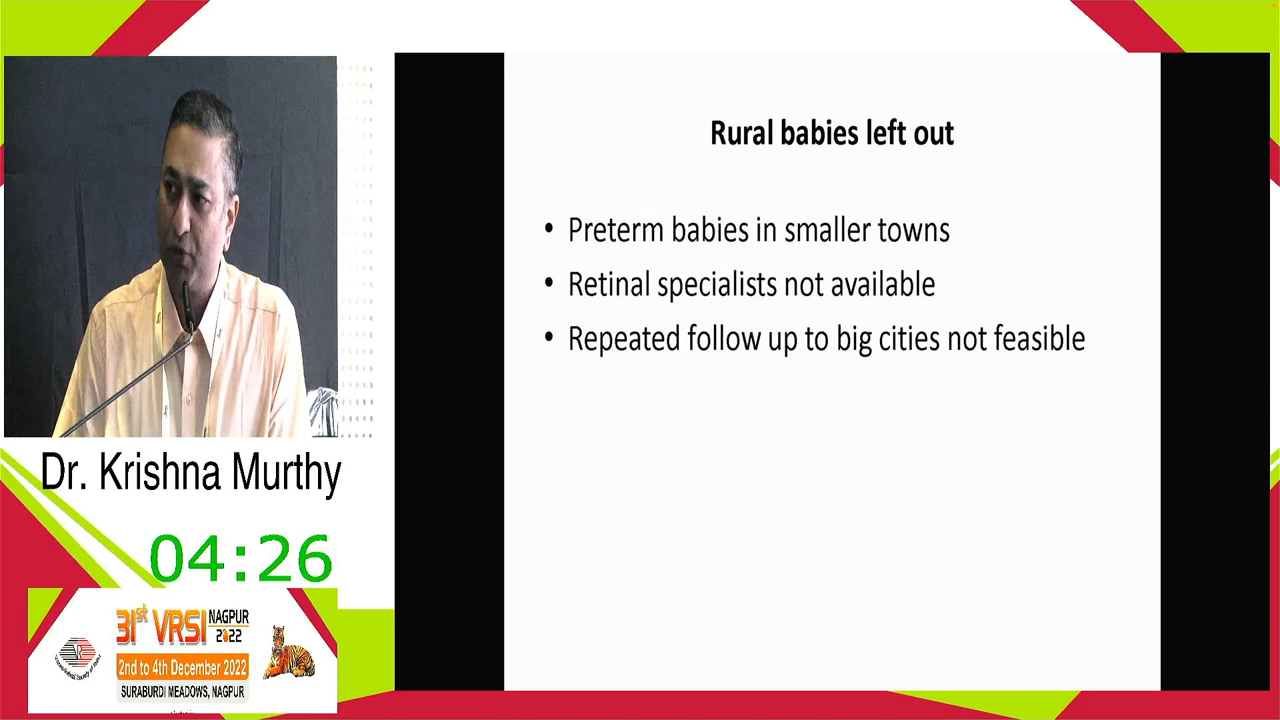 Rural babies left out
• Preterm babies in smaller towns
• Retinal specialists not available
• Repeated follow up to big cities not feasible
Dr. Krishna Murthy
04:26
31st VRSI NAGPUR 2022
2nd to 4th December 2022
SURABURDI MEADOWS, NAGPUR